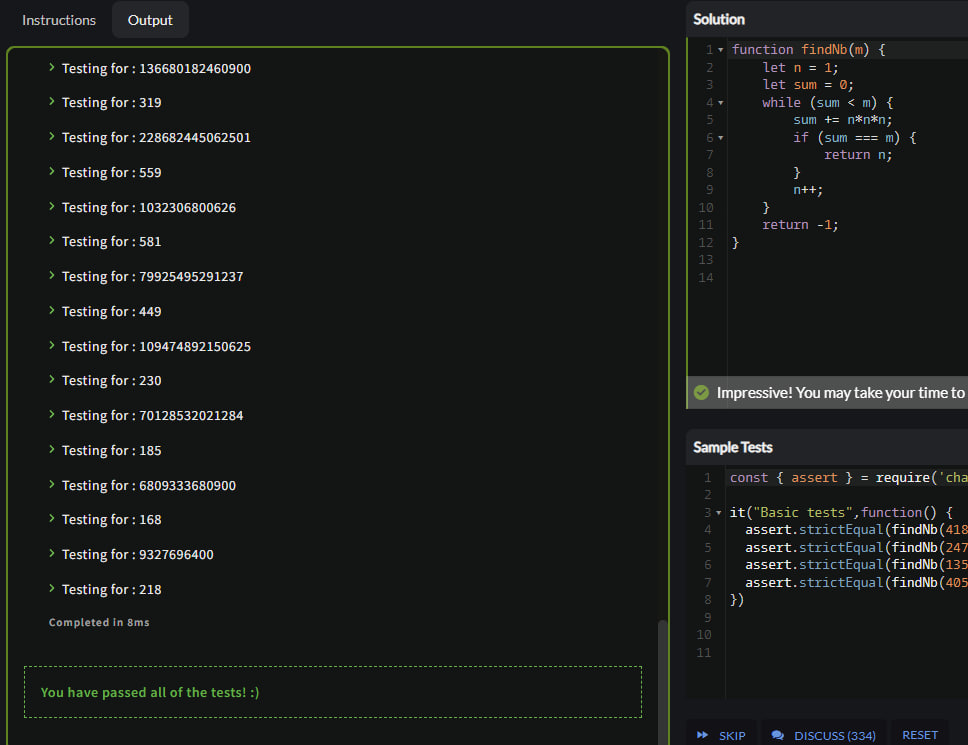 Instructions
Output
Testing for : 136680182460900
Testing for : 319
Testing for : 228682445062501
Testing for : 559
Testing for : 1032306800626
Testing for : 581
Testing for : 79925495291237
Testing for : 449
Testing for : 109474892150625
Testing for : 230
Testing for : 70128532021284
Testing for : 185
Testing for : 6809333680900
Testing for : 168
Testing for : 9327696400
Testing for : 218
Completed in 8ms
You have passed all of the tests! :)
Solution
1 function findNb(m) {
2 let n = 1;
3 let sum = 0;
4 while (sum < m) {
5 sum += n*n*n;
6 if (sum === m) {
7 return n;
8 }
9 n++;
10 }
11 return -1;
12 }
13
14
Impressive! You may take your time to
Sample Tests
1 const { assert } = require('cha
2
3 it("Basic tests",function() {
4 assert.strictEqual(findNb(418
5 assert.strictEqual(findNb(247
6 assert.strictEqual(findNb(135
7 assert.strictEqual(findNb(405
8 })
9
10
11
SKIP
DISCUSS (334)
RESET